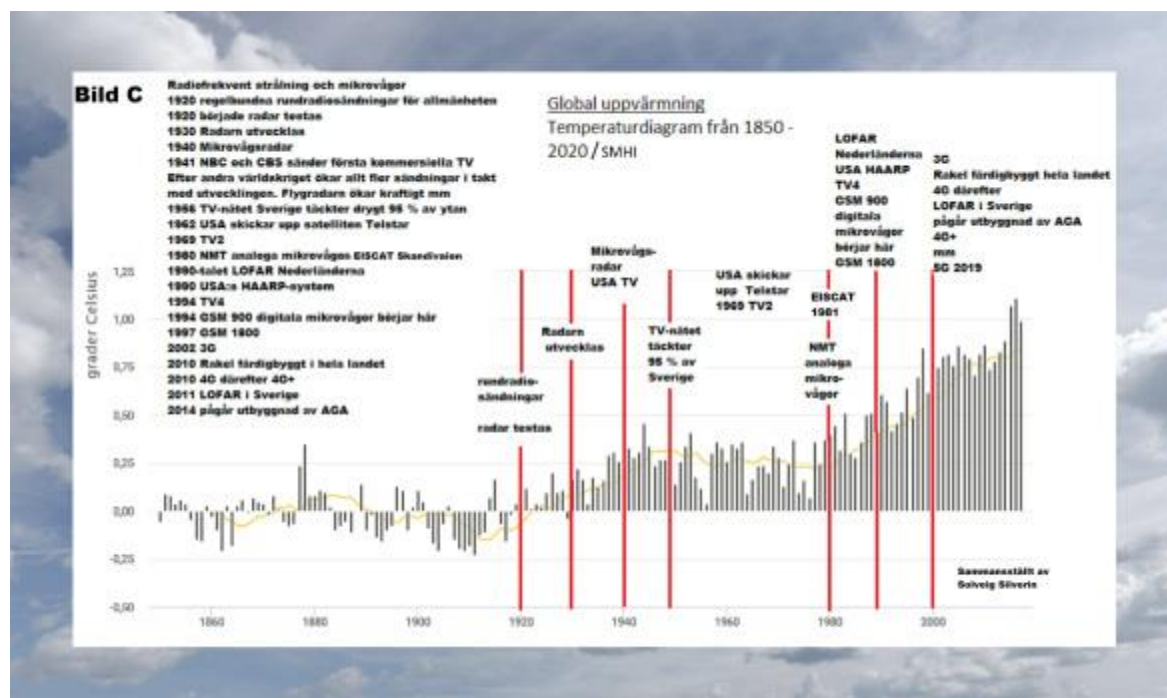 Bild C
Radiofrekvent strålning och mikrovågor
1920 regelbundna rundradiosändningar för allmänheten
1920 började radar testas
1930 Radarn utvecklas
1940 Mikrovågsradar
1941 NBC och CBS sänder första kommersiella TV
Efter andra världskriget ökar allt fler sändningar i takt
med utvecklingen. Flygradarn ökar kraftigt mm
1956 TV-nätet Sverige täckter drygt 95 % av ytan
1962 USA skickar upp satelliten Telstar
1969 TV2
1980 NMT analoga mikrovågor EISCAT Skandivalen
1990-talet LOFAR Nederländerna
1990 USA:s HAARP-system
1994 TV4
1994 GSM 900 digitala mikrovågor börjar här
1997 GSM 1800
2002 3G
2010 Rakel färdigbyggt i hela landet
2010 4G därefter 4G+
2011 LOFAR i Sverige
2014 pågår utbyggnad av AGA
Global uppvärmning
Temperaturdiagram från 1850 -
2020 / SMHI
LOFAR
Nederländerna
USA HAARP
TV4
GSM 900
digitala
mikrovågor
börjar här
GSM 1800
3G
Rakel färdigbyggt hela landet
4G därefter
LOFAR i Sverige
pågår utbyggnad av AGA
4G+
mm
5G 2019
Mikrovågs-
radar
USA TV
USA skickar
upp Telstar
1969 TV2
EISCAT
1981
Radarn
utvecklas
TV-nätet
täckter
95 % av
Sverige
NMT
analoga
mikro-
vågor
rundradio-
sändningar
radar testas
grader Celsius
1,25
1,00
0,75
0,50
0,25
0,00
-0,25
-0,50
1860
1880
1900
1920
1940
1960
1980
2000
Sammanställt av
Solveig Silverin